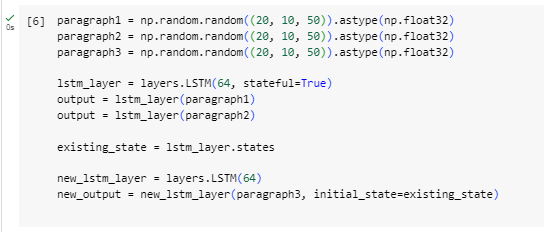 [6] paragraph1 = np.random.random((20, 10, 50)).astype(np.float32)
0s
paragraph2 = np.random.random((20, 10, 50)).astype(np.float32)
paragraph3 = np.random.random((20, 10, 50)).astype(np.float32)
lstm_layer = layers.LSTM(64, stateful=True)
output = lstm_layer(paragraph1)
output = lstm_layer(paragraph2)
existing_state = lstm_layer.states
new_lstm_layer = layers.LSTM(64)
new_output = new_lstm_layer(paragraph3, initial_state=existing_state)